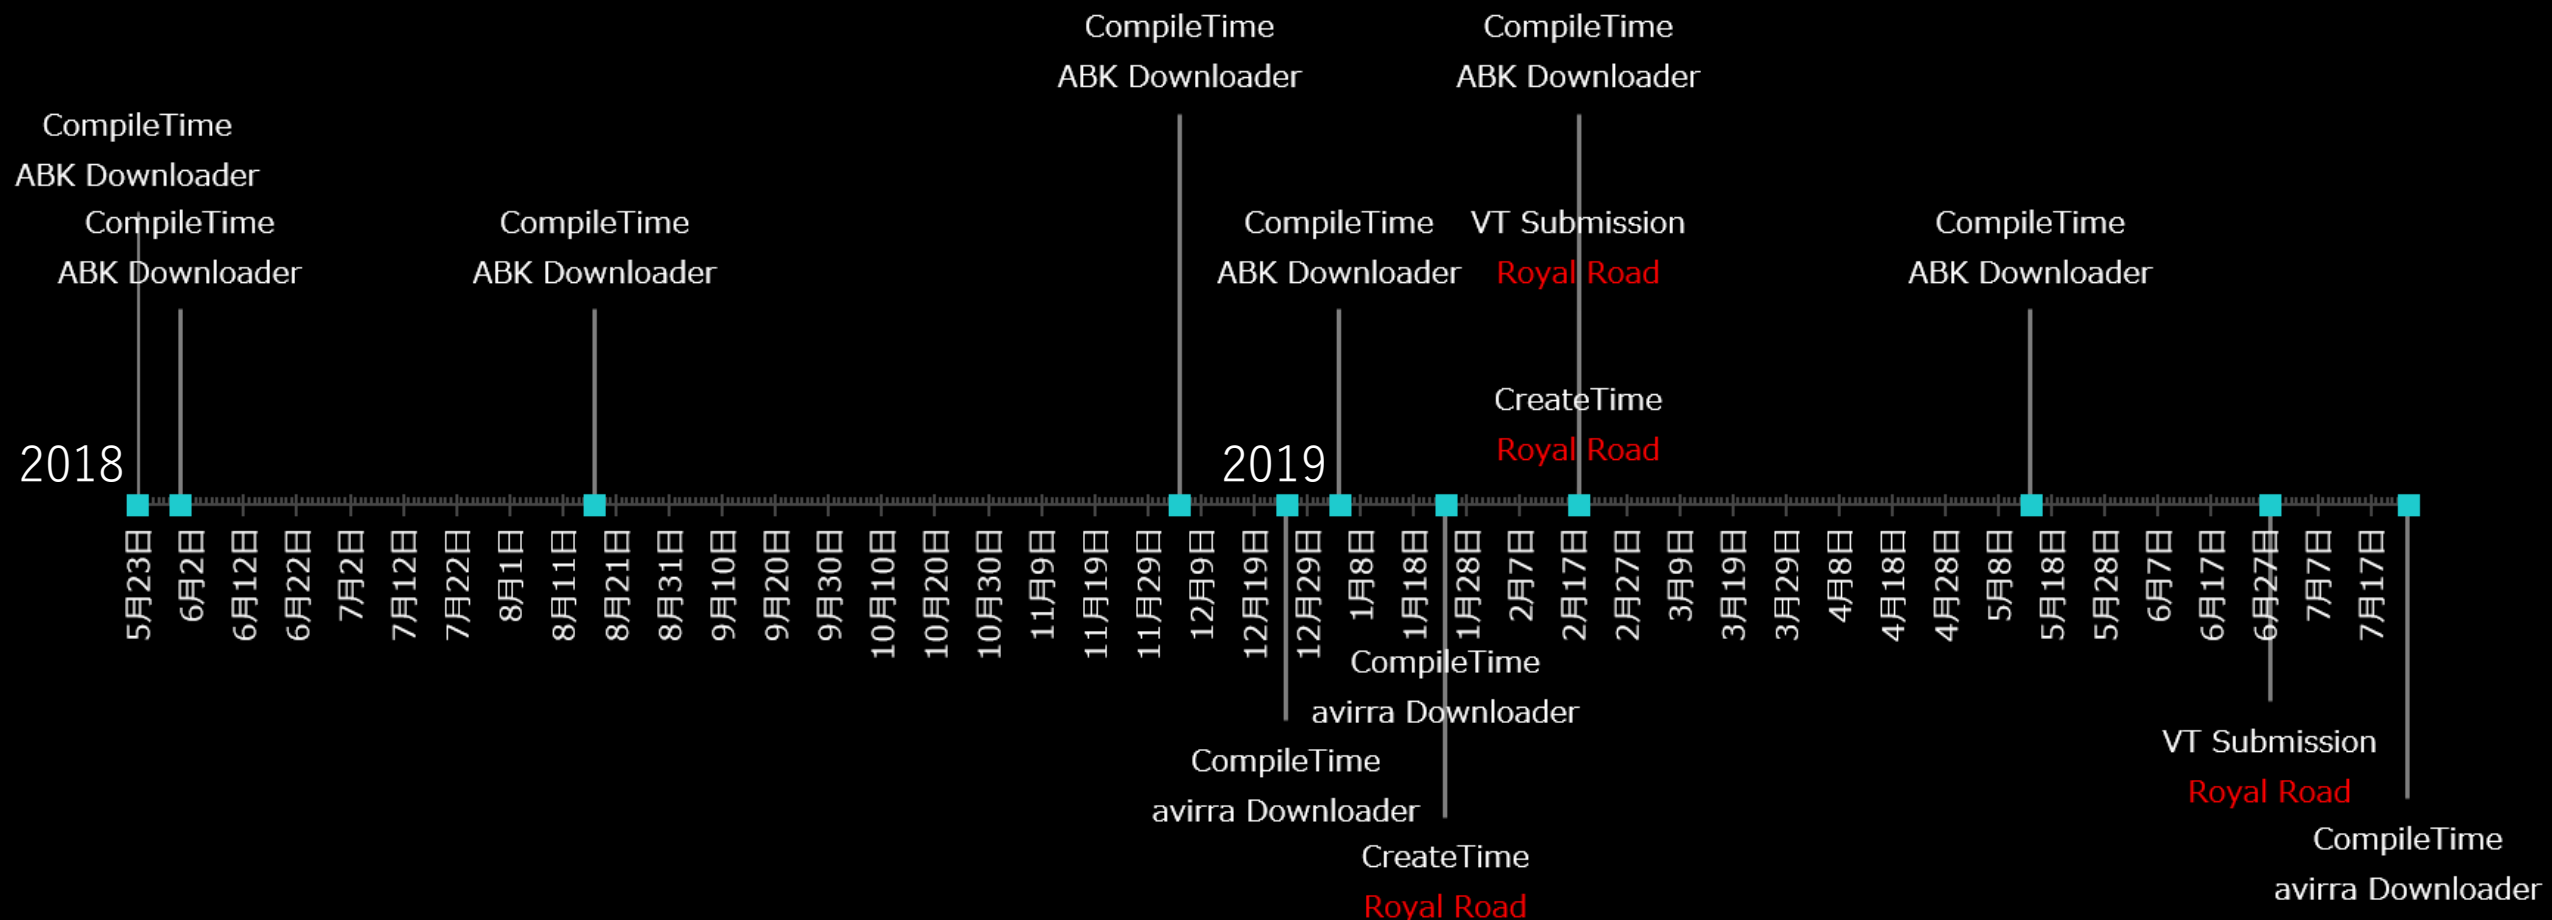 CompileTime
ABK Downloader
CompileTime
ABK Downloader
CompileTime
ABK Downloader
CompileTime
ABK Downloader
CompileTime
ABK Downloader
CompileTime
ABK Downloader
CompileTime
ABK Downloader
VT Submission
Royal Road
CompileTime
ABK Downloader
CreateTime
Royal Road
2018
2019
5月23日
6月2日
6月12日
6月22日
7月2日
7月12日
7月22日
8月1日
8月11日
8月21日
8月31日
9月10日
9月20日
9月30日
10月10日
10月20日
10月30日
11月9日
11月19日
11月29日
12月9日
12月19日
12月29日
1月8日
1月18日
1月28日
2月7日
2月17日
2月27日
3月9日
3月19日
3月29日
4月8日
4月18日
4月28日
5月8日
5月18日
5月28日
6月7日
6月17日
6月27日
7月7日
7月17日
CompileTime
avirra Downloader
CompileTime
avirra Downloader
CreateTime
Royal Road
VT Submission
Royal Road
CompileTime
avirra Downloader